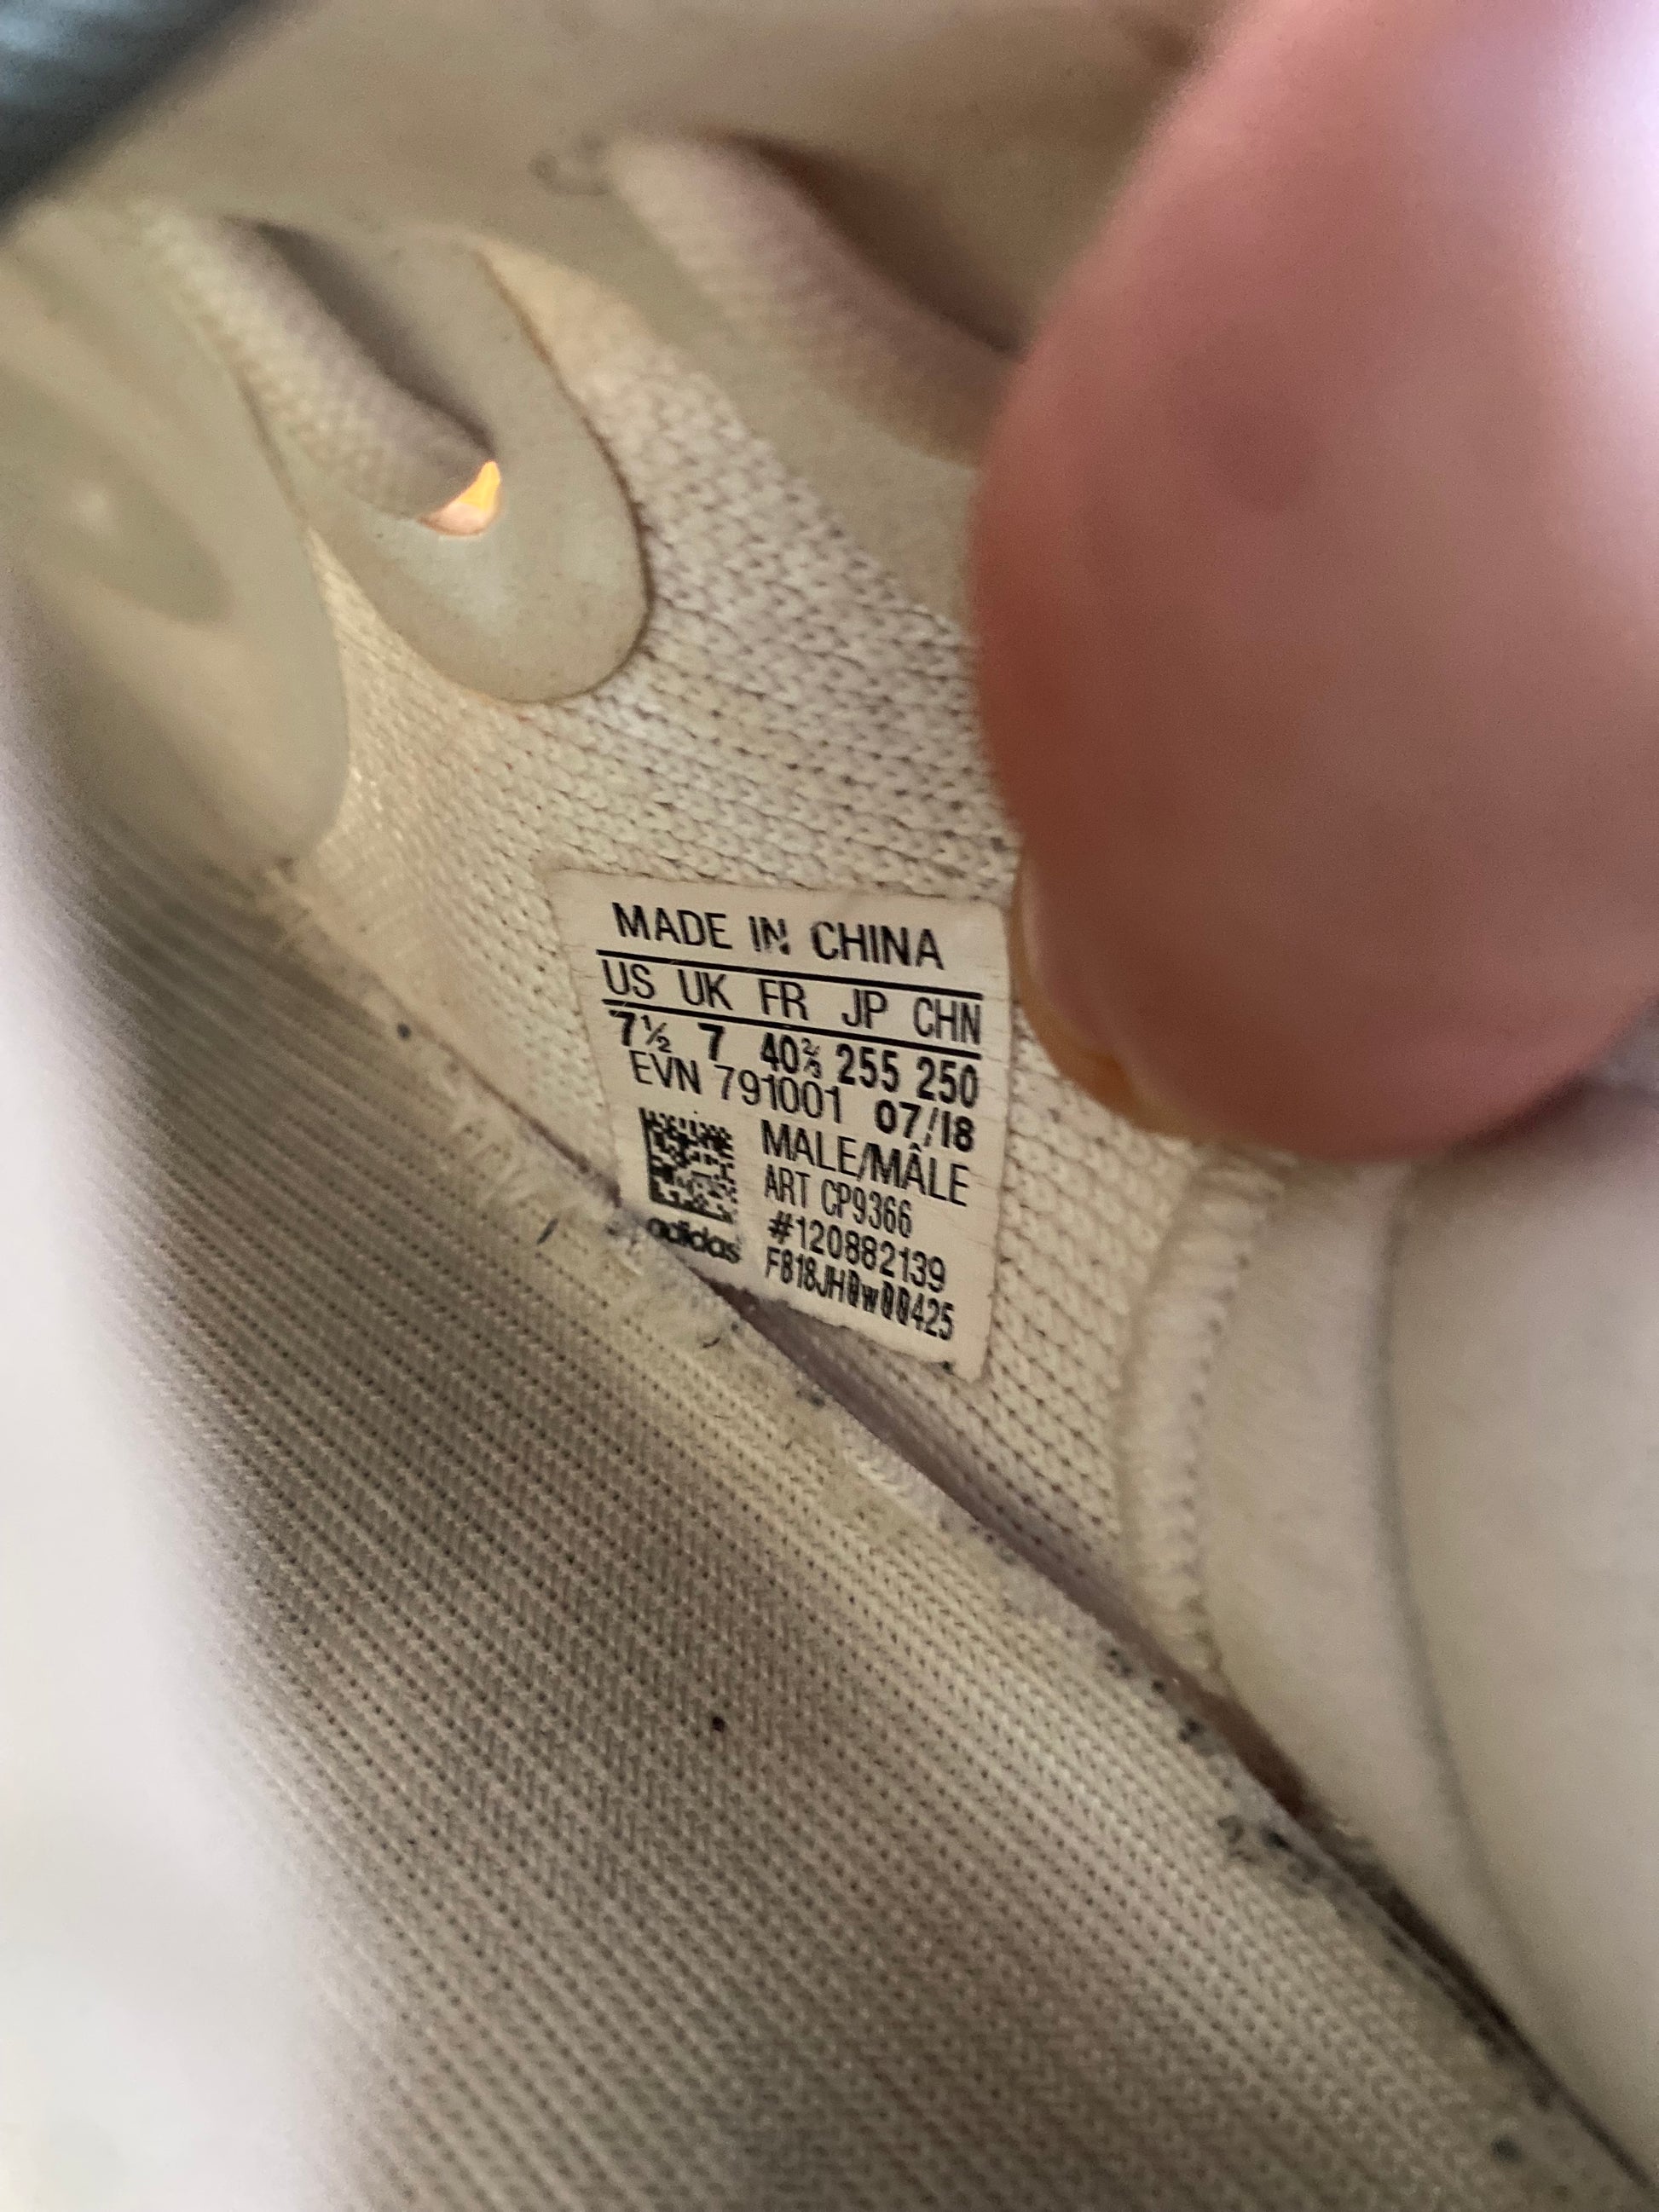 MADE IN CHINA
US UK FR JP CHN
7½ 7 40⅔ 255 250
EVN 791001 07/18
MALE/MÂLE
ART CP9366
#120882139
adidas F818JH0w00425